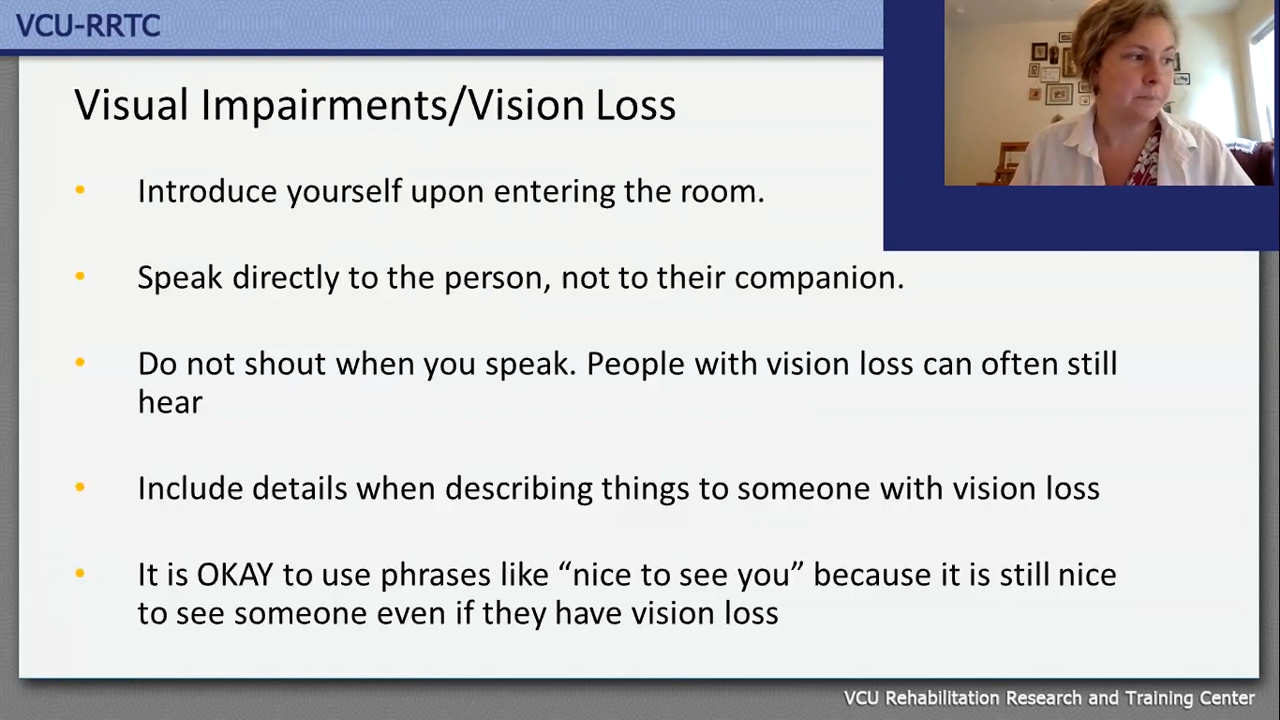 VCU-RRTC
Visual Impairments/Vision Loss
• Introduce yourself upon entering the room.
• Speak directly to the person, not to their companion.
• Do not shout when you speak. People with vision loss can often still
hear
• Include details when describing things to someone with vision loss
• It is OKAY to use phrases like “nice to see you” because it is still nice
to see someone even if they have vision loss
VCU Rehabilitation Research and Training Center